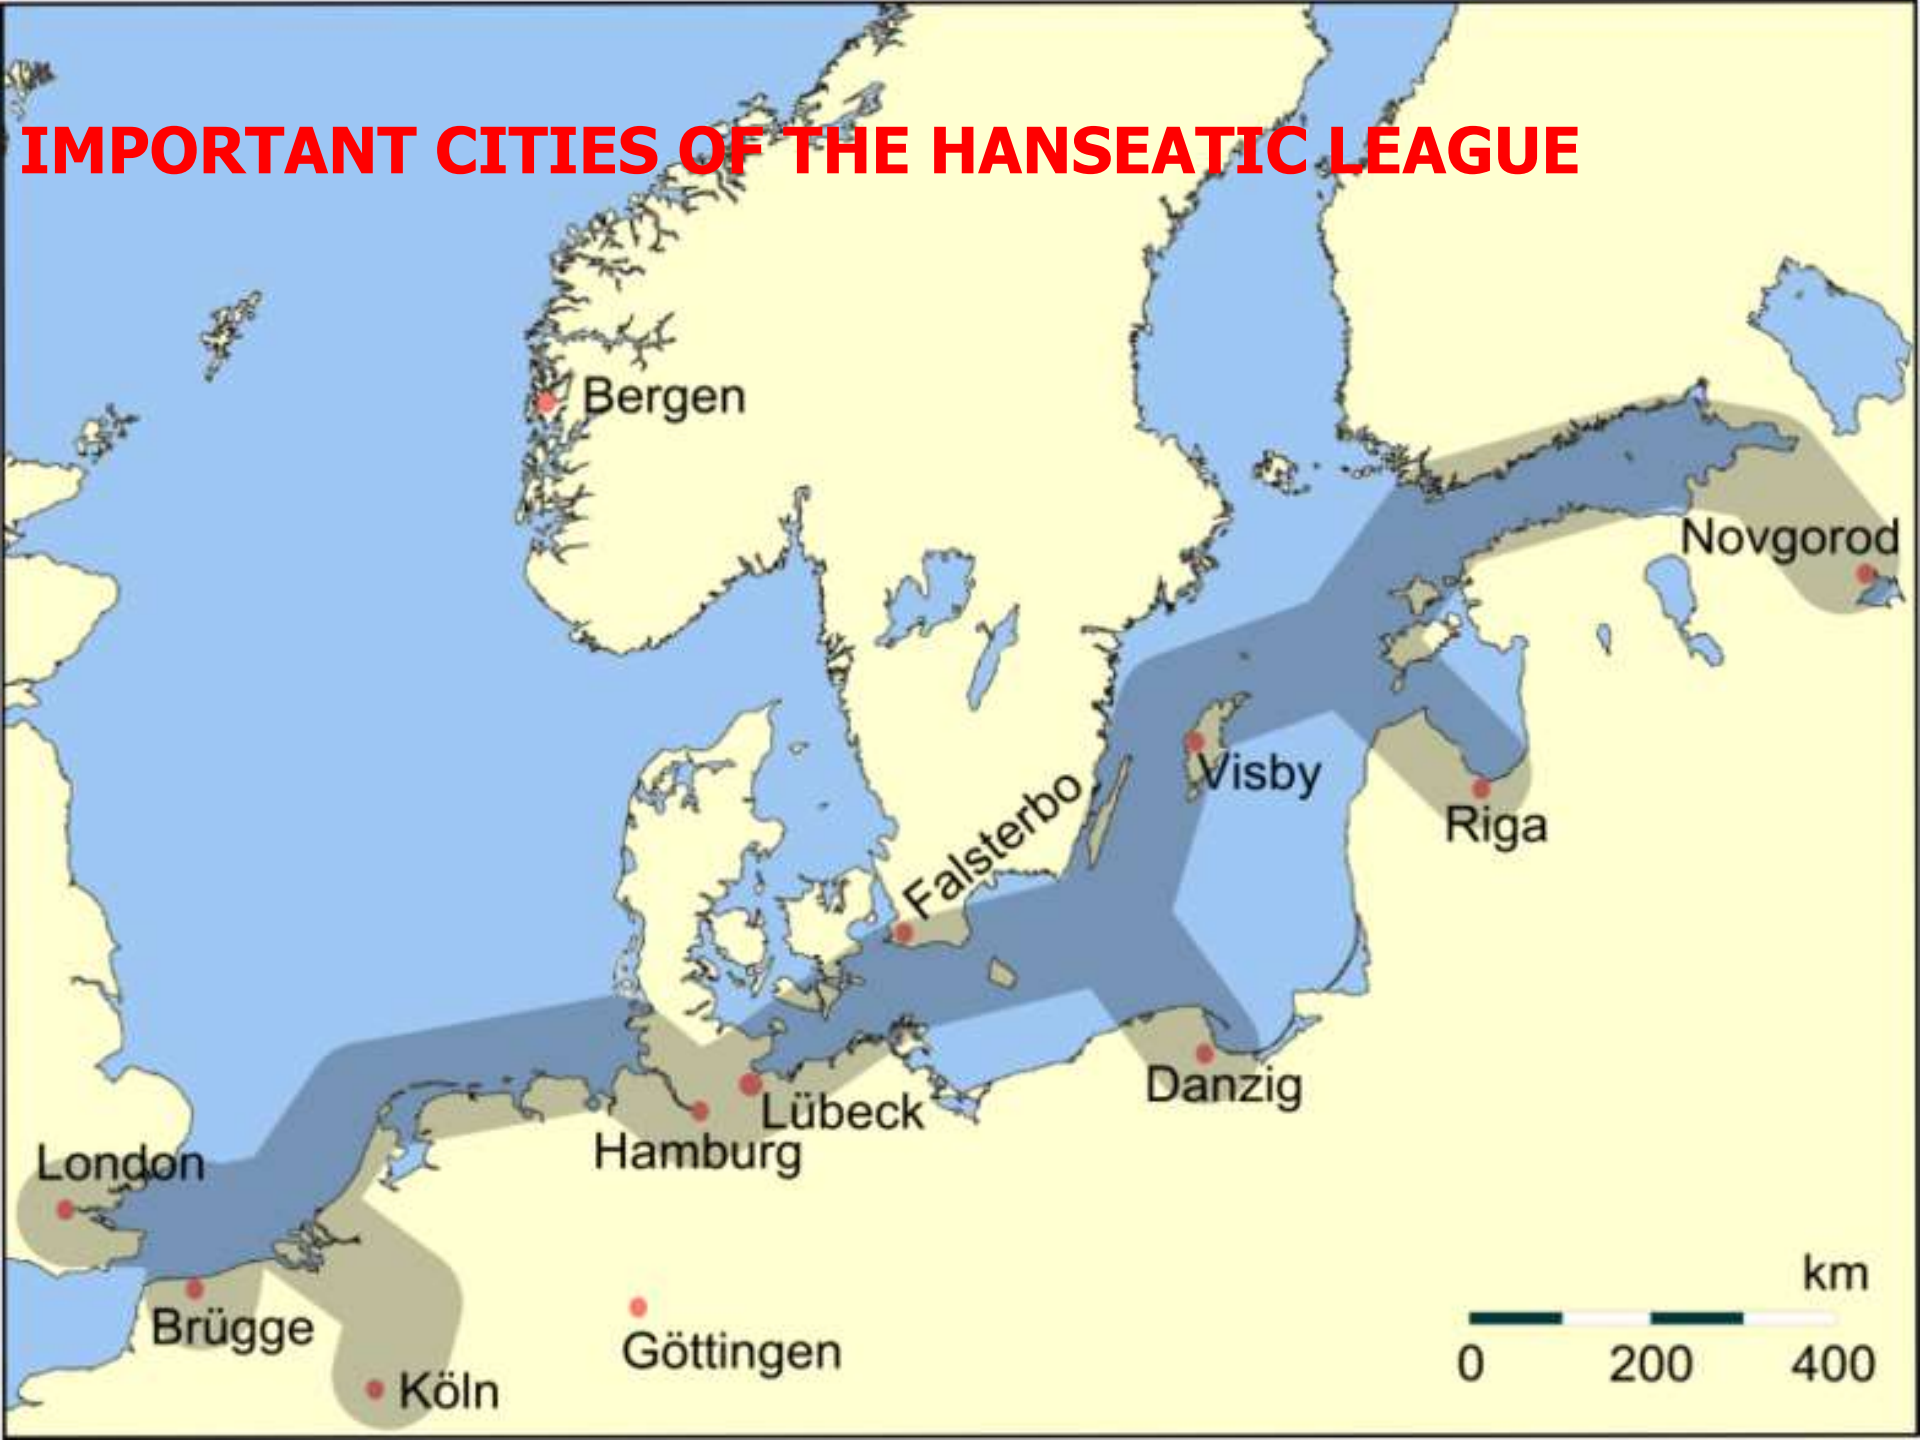 IMPORTANT CITIES OF THE HANSEATIC LEAGUE
Bergen
Novgorod
Visby
Falsterbo
Riga
Danzig
Lübeck
Hamburg
London
Brügge
Göttingen
Köln
km
0 200 400